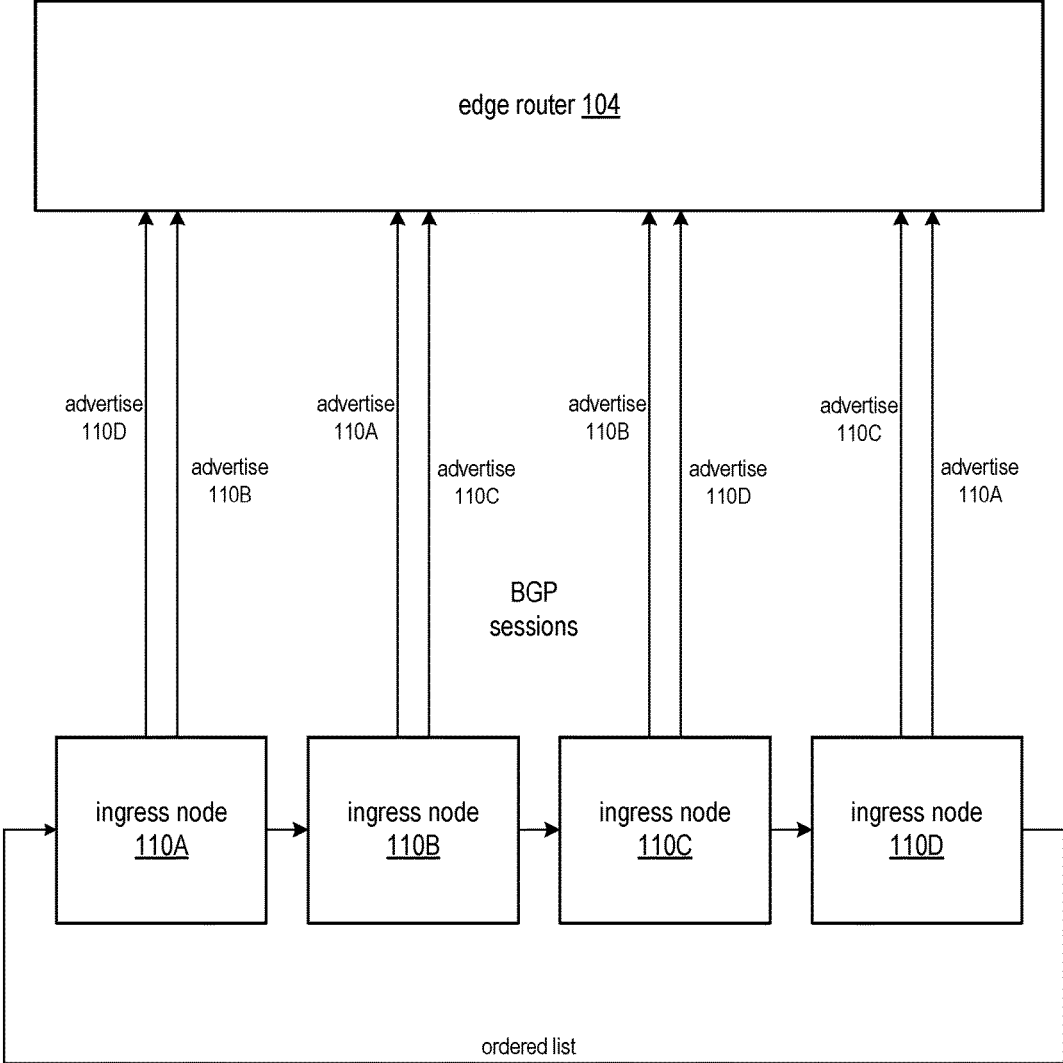 edge router 104
advertise
110D
advertise
110B
advertise
110A
advertise
110C
advertise
110B
advertise
110D
advertise
110C
advertise
110A
BGP
sessions
ingress node
110A
ingress node
110B
ingress node
110C
ingress node
110D
ordered list